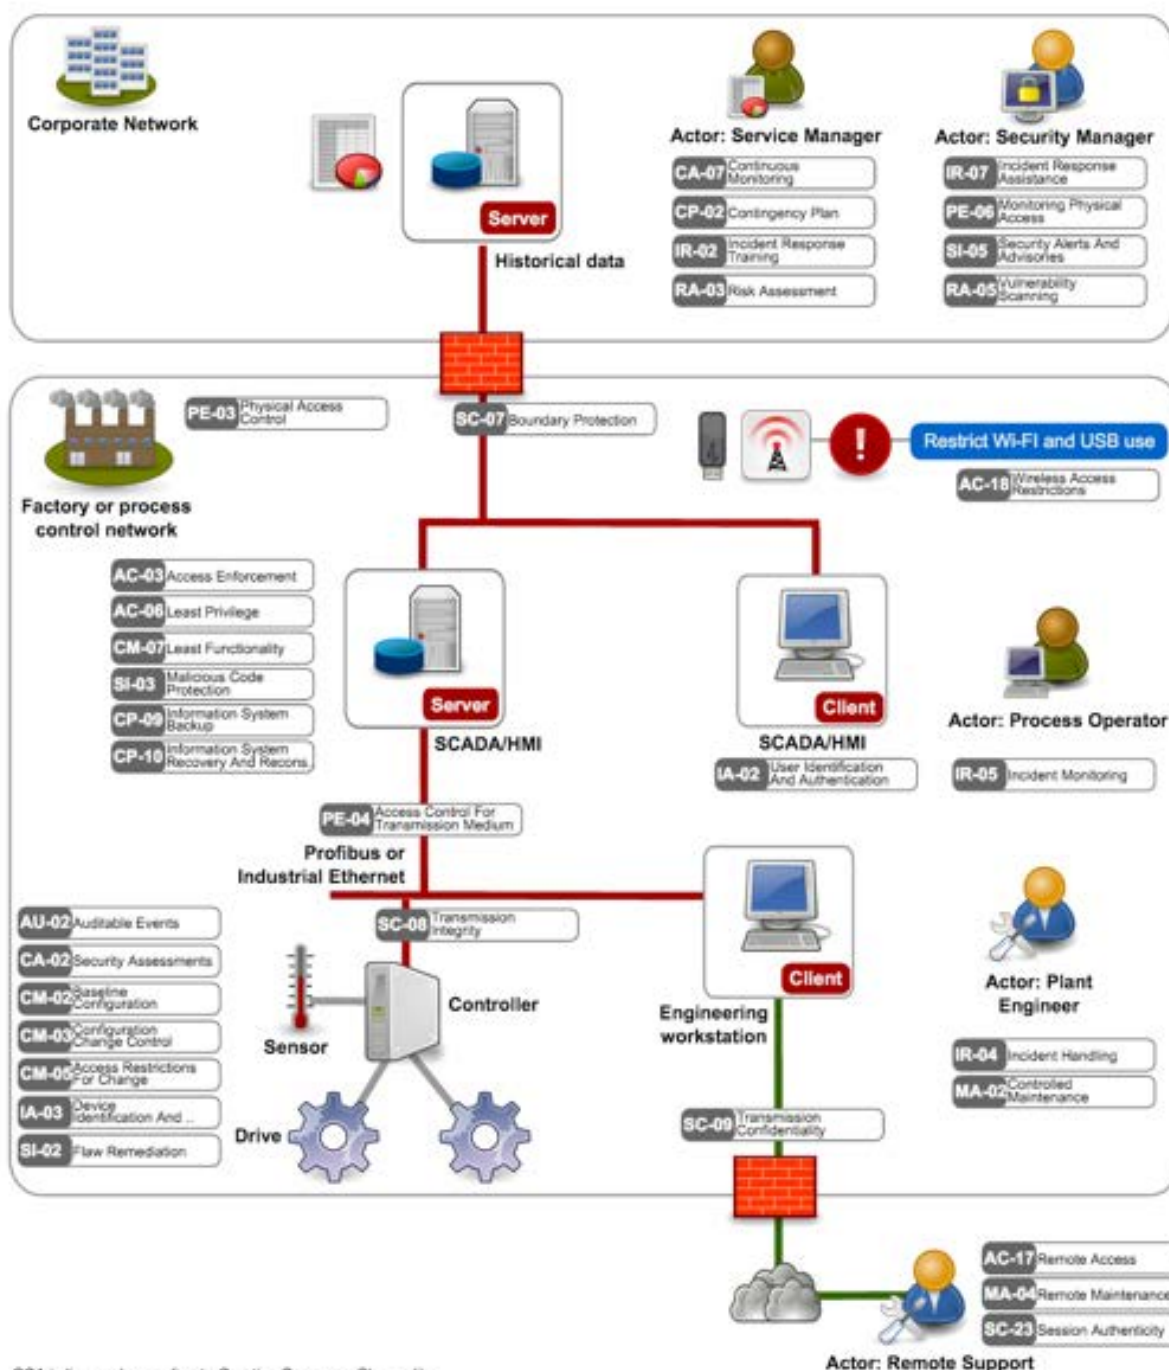 Corporate Network
Server
Historical data
Actor: Service Manager
CA-07 Continuous
Monitoring
CP-02 Contingency Plan
IR-02 Incident Response
Training
RA-03 Risk Assessment
Actor: Security Manager
IR-07 Incident Response
Assistance
PE-06 Monitoring Physical
Access
SI-05 Security Alerts And
Advisories
RA-05 Vulnerability
Scanning
Factory or process
control network
PE-03 Physical Access
Control
SC-07 Boundary Protection
Restrict Wi-FI and USB use
AC-18 Wireless Access
Restrictions
AC-03 Access Enforcement
AC-06 Least Privilege
CM-07 Least Functionality
SI-03 Malicious Code
Protection
CP-09 Information System
Backup
CP-10 Information System
Recovery And Recons..
Server
SCADA/HMI
Client
SCADA/HMI
IA-02 User Identification
And Authentication
Actor: Process Operator
IR-05 Incident Monitoring
PE-04 Access Control For
Transmission Medium
Profibus or
Industrial Ethernet
AU-02 Auditable Events
CA-02 Security Assessments
CM-02 Baseline
Configuration
CM-03 Configuration
Change Control
CM-05 Access Restrictions
For Change
IA-03 Device
Identification And ..
SI-02 Flaw Remediation
SC-08 Transmission
Integrity
Sensor
Controller
Drive
Client
Engineering
workstation
Actor: Plant
Engineer
IR-04 Incident Handling
MA-02 Controlled
Maintenance
SC-09 Transmission
Confidentiality
AC-17 Remote Access
MA-04 Remote Maintenance
SC-23 Session Authenticity
Actor: Remote Support